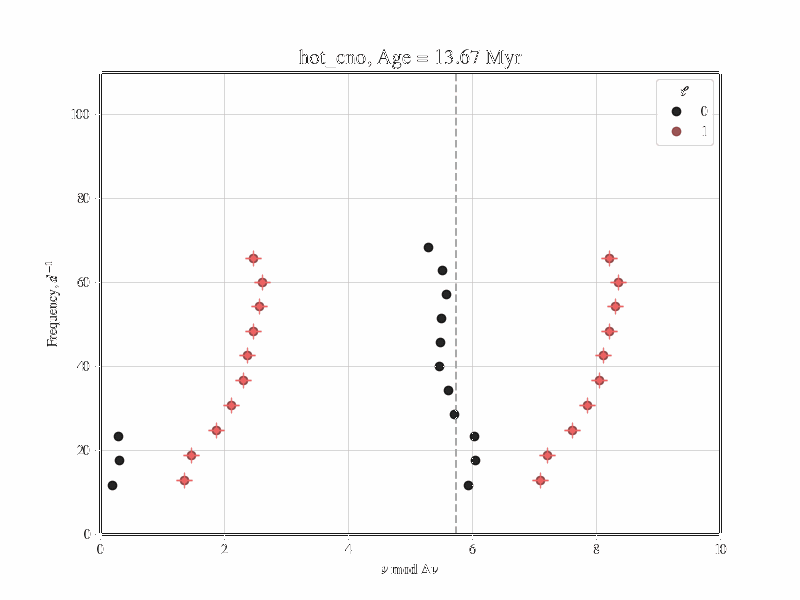 hot_cno, Age = 13.67 Myr
ℓ
0
1
100
80
60
40
20
0
Frequency, d⁻¹
0 2 4 6 8 10
ν mod Δν